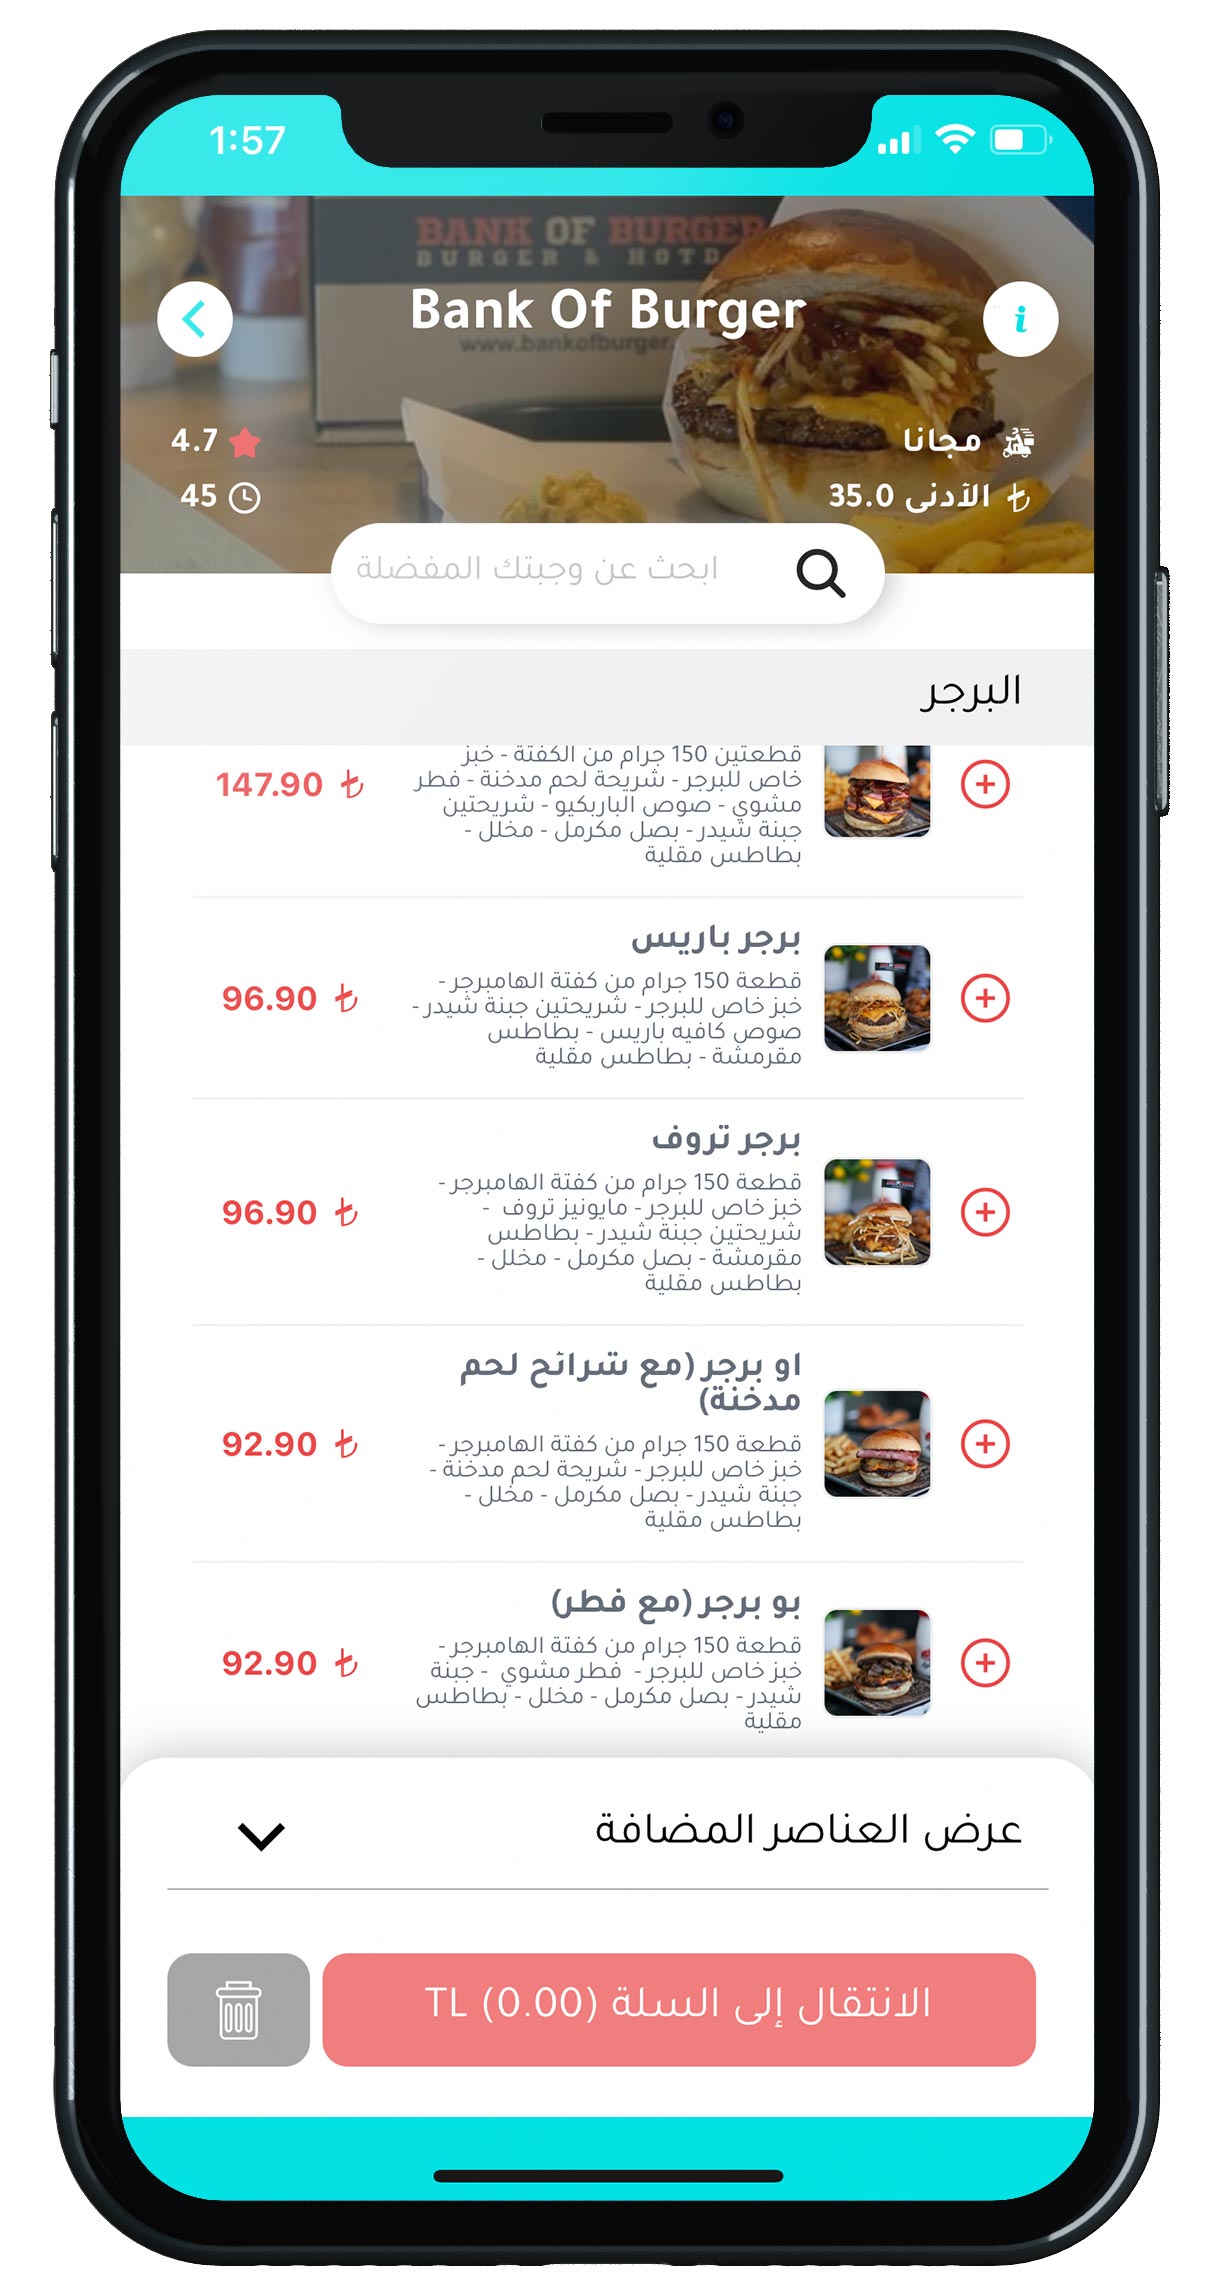 1:57
BANK OF BURGER
BURGER & HOTD
Bank Of Burger
www.bankofburger.
i
مجانا
4.7
₺ الأدنى 35.0
45
ابحث عن وجبتك المفضلة
البرجر
قطعتين 150 جرام من الكفتة - خبز
خاص للبرجر - شريحة لحم مدخنة - فطر
مشوي - صوص الباربكيو - شريحتين
جبنة شيدر - بصل مكرمل - مخلل -
بطاطس مقلية
147.90 ₺
برجر باريس
قطعة 150 جرام من كفتة الهامبرجر -
خبز خاص للبرجر - شريحتين جبنة شيدر -
صوص كافيه باريس - بطاطس
مقرمشة - بطاطس مقلية
96.90 ₺
برجر تروف
قطعة 150 جرام من كفتة الهامبرجر -
خبز خاص للبرجر - مايونيز تروف -
شريحتين جبنة شيدر - بطاطس
مقرمشة - بصل مكرمل - مخلل -
بطاطس مقلية
96.90 ₺
او برجر (مع شرائح لحم
مدخنة)
قطعة 150 جرام من كفتة الهامبرجر -
خبز خاص للبرجر - شريحة لحم مدخنة -
جبنة شيدر - بصل مكرمل - مخلل -
بطاطس مقلية
92.90 ₺
بو برجر (مع فطر)
قطعة 150 جرام من كفتة الهامبرجر -
خبز خاص للبرجر - فطر مشوي - جبنة
شيدر - بصل مكرمل - مخلل - بطاطس
مقلية
92.90 ₺
عرض العناصر المضافة
الانتقال إلى السلة (0.00) TL